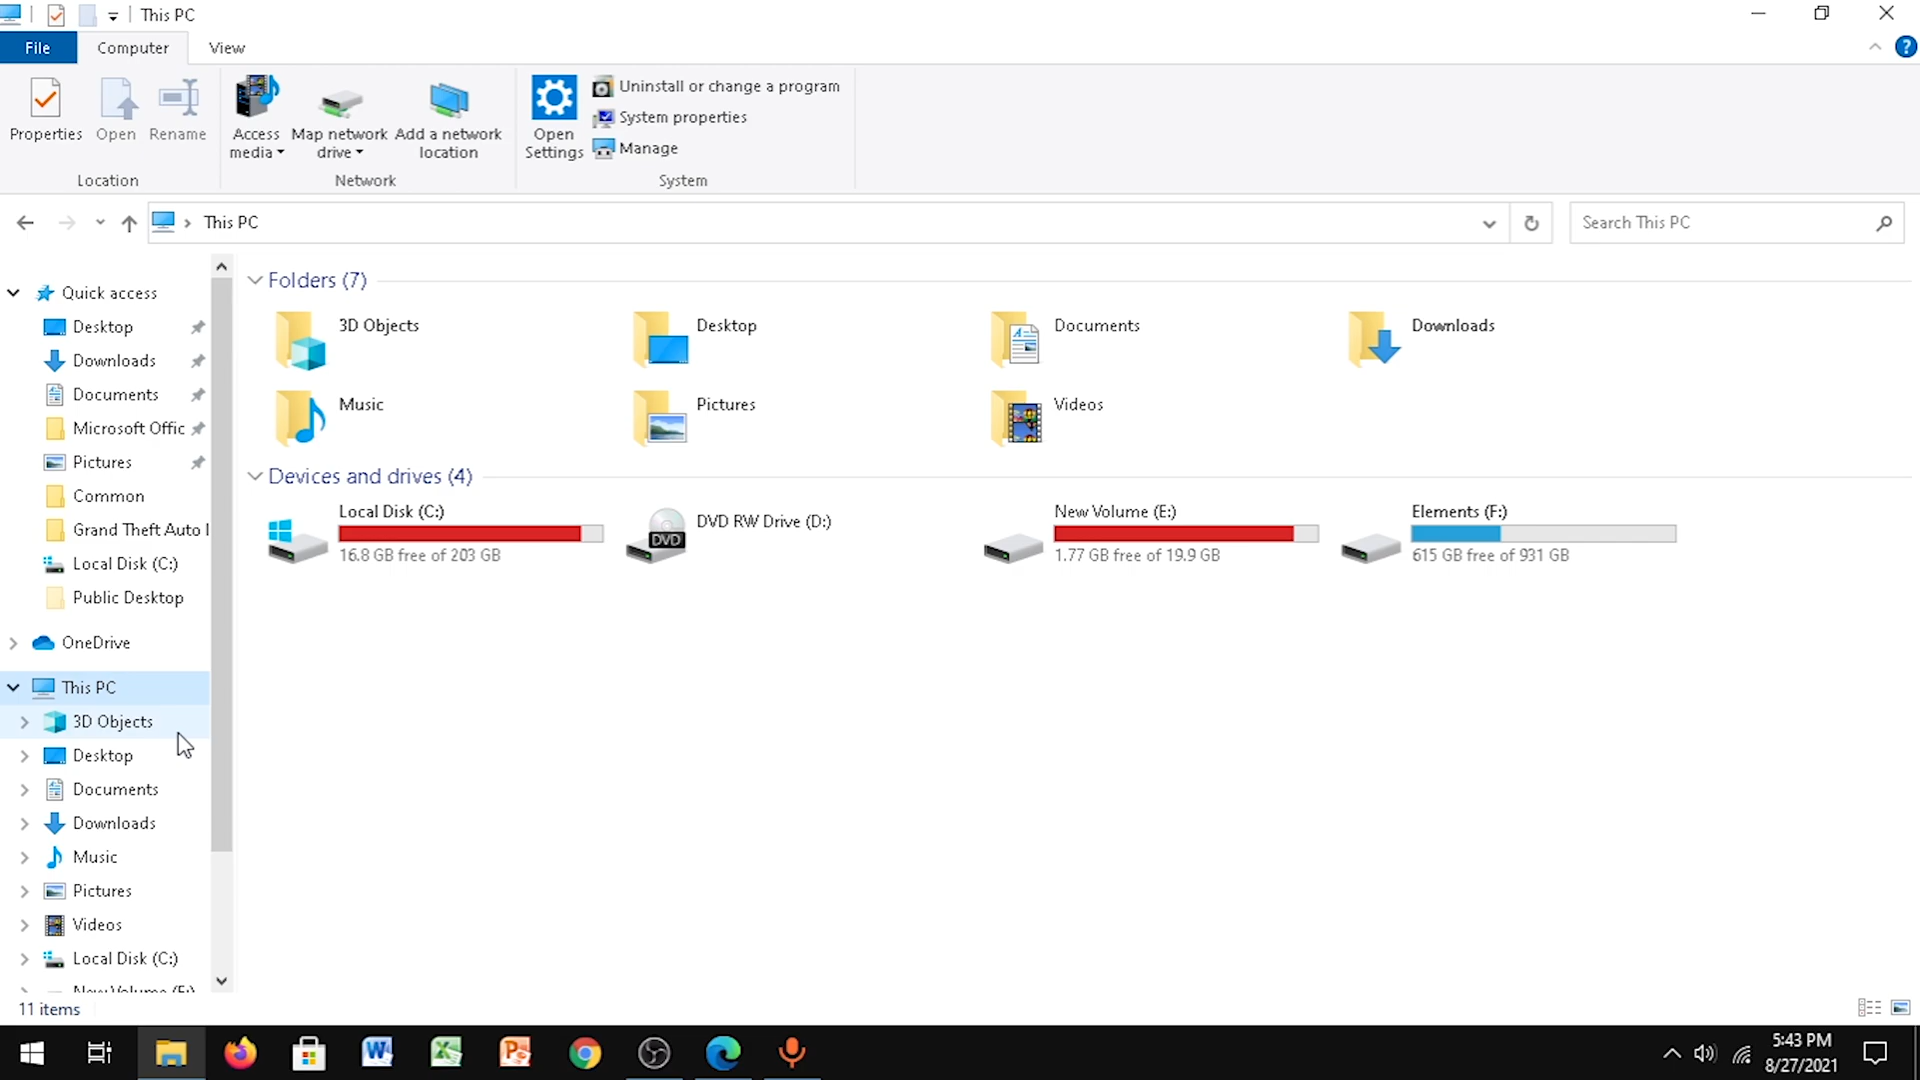 This PC
File
Computer
View
Properties
Open
Rename
Access
media
Map network
drive
Add a network
location
Open
Settings
Uninstall or change a program
System properties
Manage
Location
Network
System
This PC
Search This PC
Quick access
Desktop
Downloads
Documents
Microsoft Offic
Pictures
Common
Grand Theft Auto I
Local Disk (C:)
Public Desktop
OneDrive
This PC
3D Objects
Desktop
Documents
Downloads
Music
Pictures
Videos
Local Disk (C:)
New Volume (E:)
11 items
Folders (7)
3D Objects
Desktop
Documents
Downloads
Music
Pictures
Videos
Devices and drives (4)
Local Disk (C:)
16.8 GB free of 203 GB
DVD RW Drive (D:)
DVD
New Volume (E:)
1.77 GB free of 19.9 GB
Elements (F:)
615 GB free of 931 GB
5:43 PM
8/27/2021